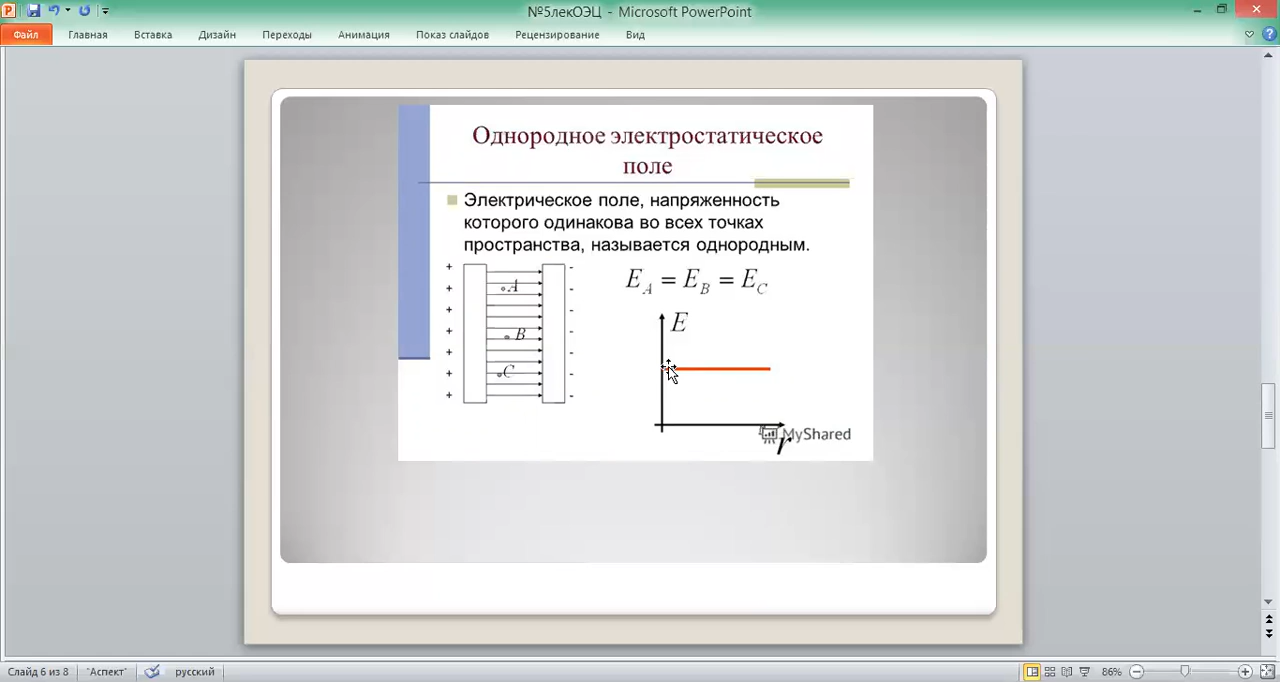 №5лекОЭЦ - Microsoft PowerPoint
Файл Главная Вставка Дизайн Переходы Анимация Показ слайдов Рецензирование Вид
Однородное электростатическое
поле
Электрическое поле, напряженность
которого одинакова во всех точках
пространства, называется однородным.
+ -
+ A -
+ -
+ B -
+ -
+ C -
+ -
E_A = E_B = E_C
E
MyShared
r
Слайд 6 из 8 "Аспект" русский 86%